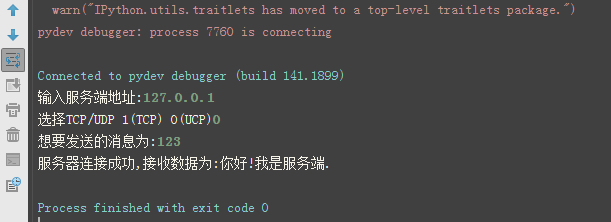 warn("IPython.utils.traitlets has moved to a top-level traitlets package.")
pydev debugger: process 7760 is connecting
Connected to pydev debugger (build 141.1899)
输入服务端地址:127.0.0.1
选择TCP/UDP 1(TCP) 0(UCP)0
想要发送的消息为:123
服务器连接成功,接收数据为:你好!我是服务端.
Process finished with exit code 0